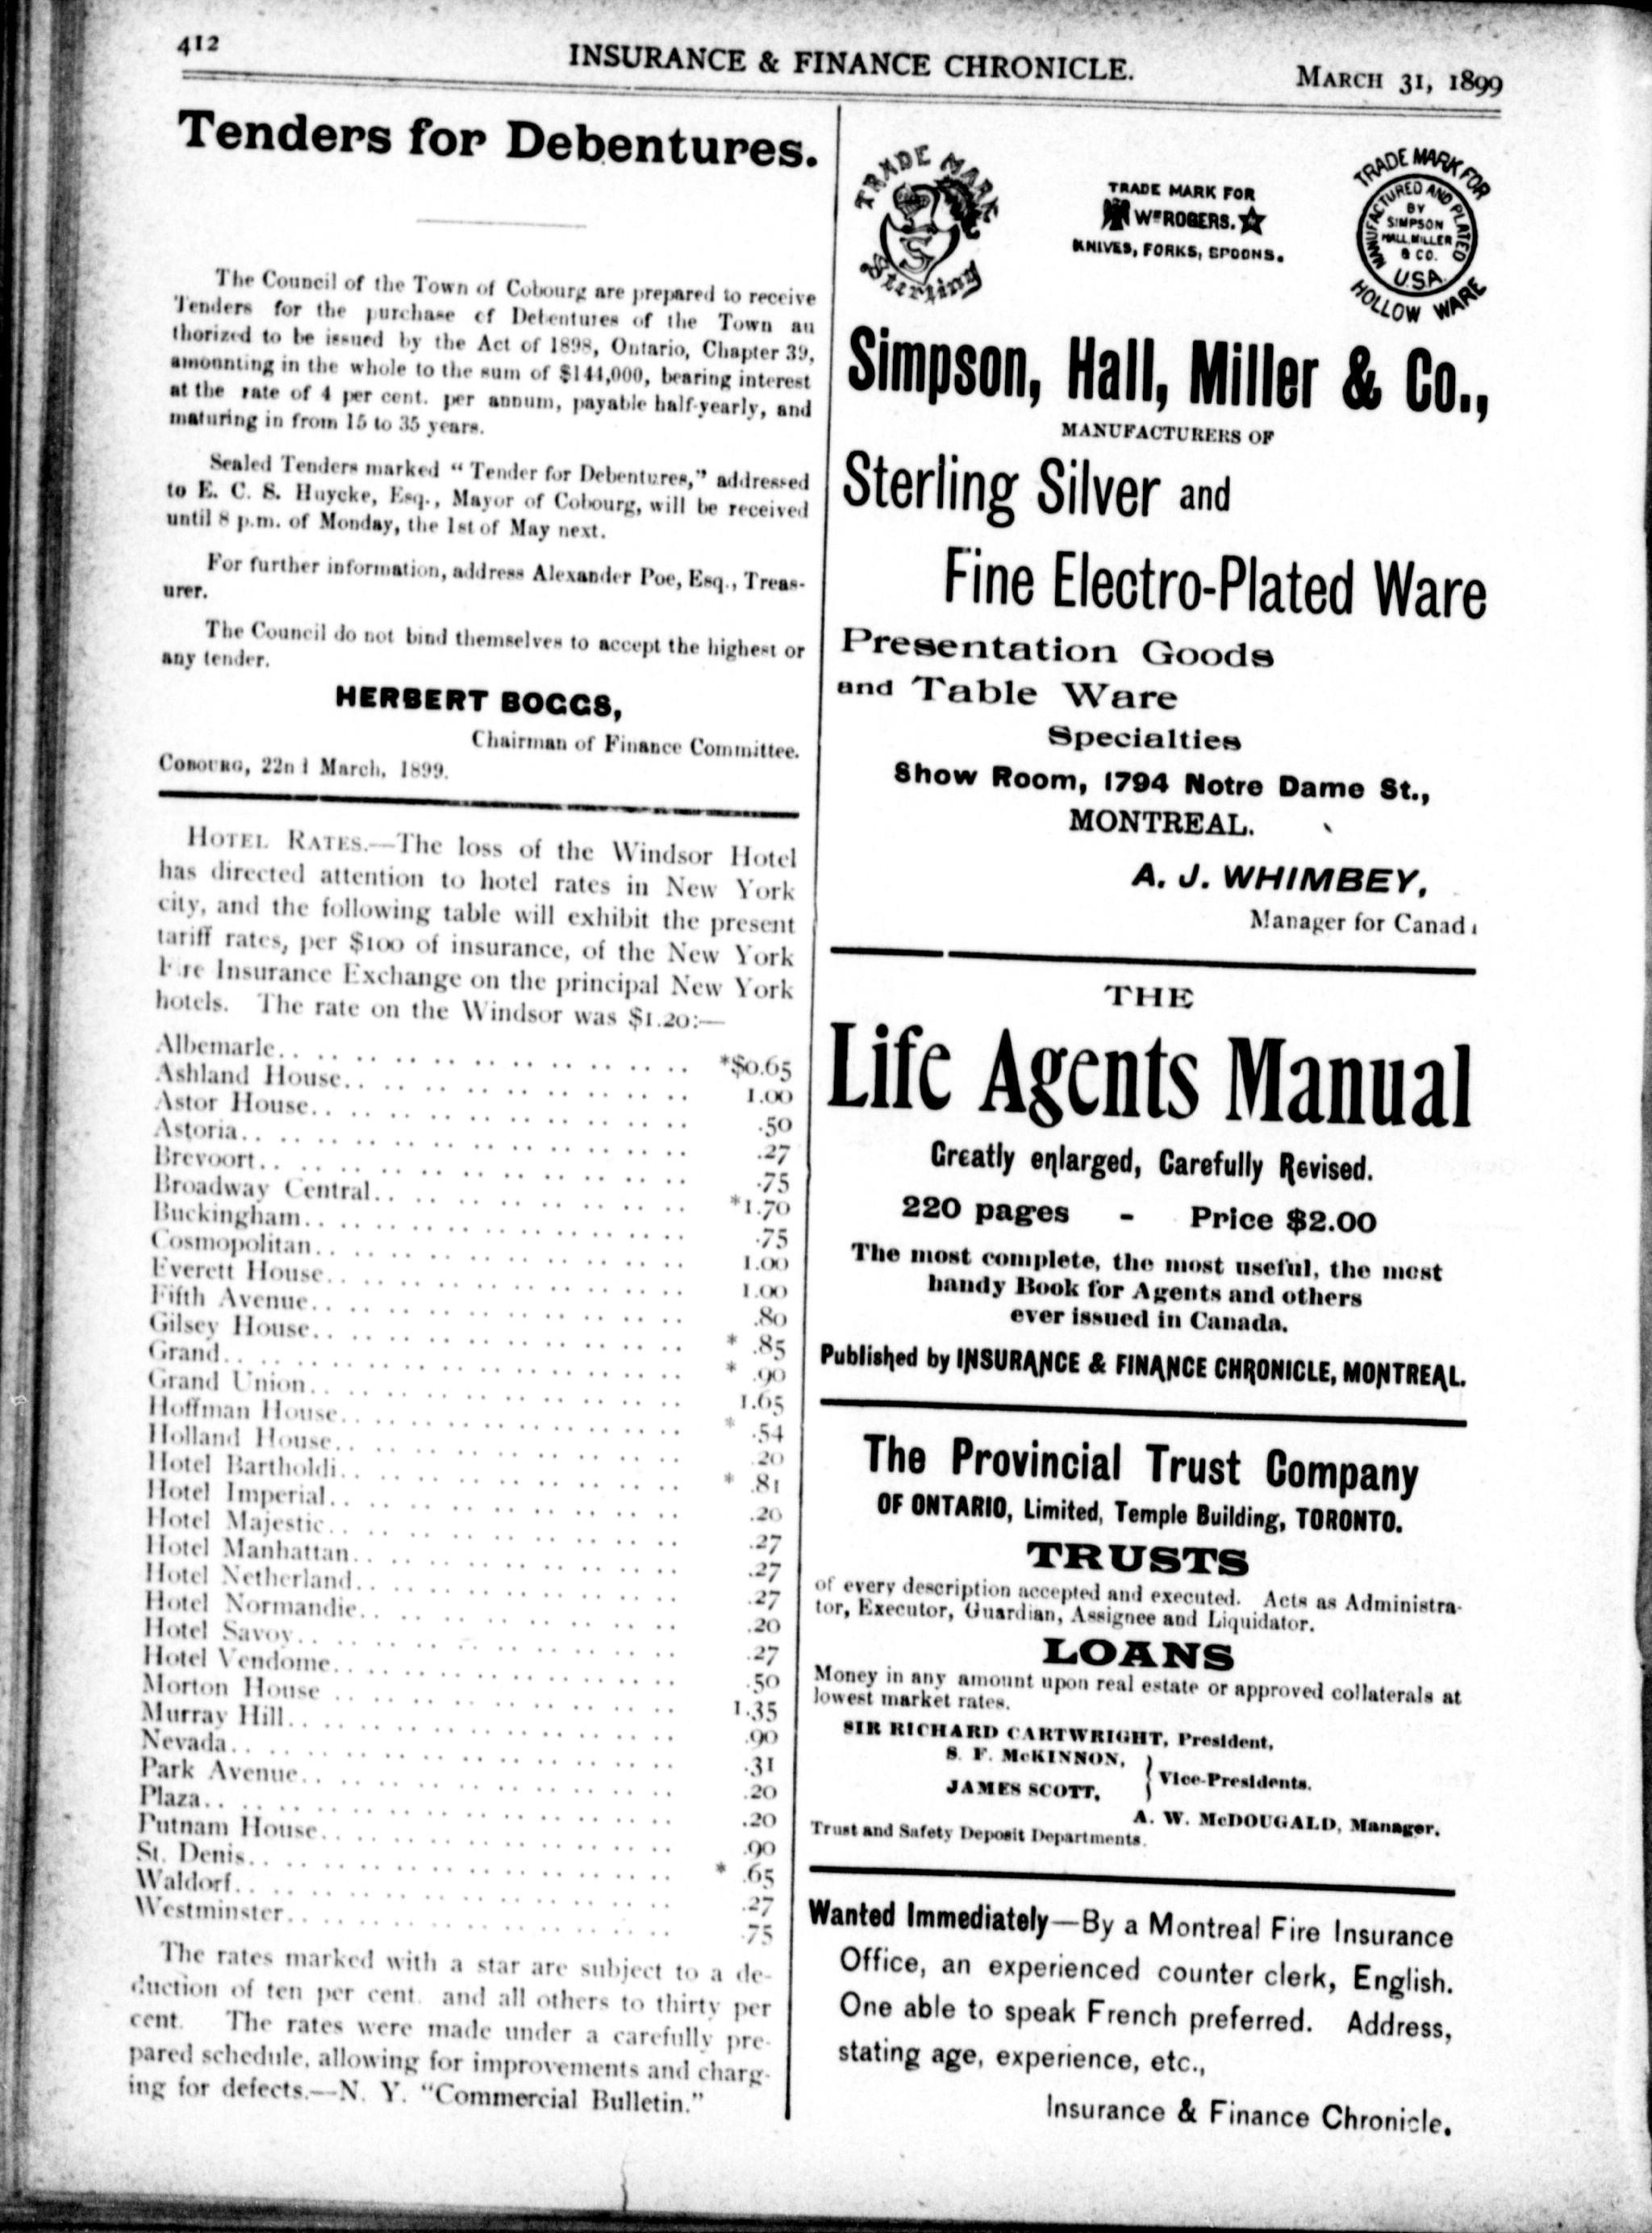 412
INSURANCE & FINANCE CHRONICLE.
MARCH 31, 1899
Tenders for Debentures.
The Council of the Town of Cobourg are prepared to receive
Tenders for the purchase of Debentures of the Town au
thorized to be issued by the Act of 1898, Ontario, Chapter 39,
amounting in the whole to the sum of $144,000, bearing interest
at the rate of 4 per cent. per annum, payable half-yearly, and
maturing in from 15 to 35 years.
Sealed Tenders marked “ Tender for Debentures,” addressed
to E. C. S. Huycke, Esq., Mayor of Cobourg, will be received
until 8 p.m. of Monday, the 1st of May next.
For further information, address Alexander Poe, Esq., Treas-
urer.
The Council do not bind themselves to accept the highest or
any tender.
HERBERT BOGGS,
Chairman of Finance Committee.
COBOURG, 22nd March, 1899.
HOTEL RATES.—The loss of the Windsor Hotel
has directed attention to hotel rates in New York
city, and the following table will exhibit the present
tariff rates, per $100 of insurance, of the New York
Fire Insurance Exchange on the principal New York
hotels. The rate on the Windsor was $1.20:—
Albemarle.. *$0.65
Ashland House.. 1.00
Astor House.. .50
Astoria.. .27
Brevoort.. .75
Broadway Central.. *1.70
Buckingham.. .75
Cosmopolitan.. 1.00
Everett House.. 1.00
Fifth Avenue.. .80
Gilsey House.. * .85
Grand.. * .90
Grand Union.. 1.65
Hoffman House.. * .54
Holland House.. .20
Hotel Bartholdi.. * .81
Hotel Imperial.. .20
Hotel Majestic.. .27
Hotel Manhattan.. .27
Hotel Netherland.. .27
Hotel Normandie.. .20
Hotel Savoy.. .27
Hotel Vendome.. .50
Morton House .. 1.35
Murray Hill.. .90
Nevada.. .31
Park Avenue.. .20
Plaza.. .20
Putnam House.. .90
St. Denis.. * .65
Waldorf.. .27
Westminster.. .75
The rates marked with a star are subject to a de-
duction of ten per cent. and all others to thirty per
cent. The rates were made under a carefully pre-
pared schedule, allowing for improvements and charg-
ing for defects.—N. Y. “Commercial Bulletin.”
TRADE MARK
S
Sterling
TRADE MARK FOR
WM ROGERS.
KNIVES, FORKS, SPOONS.
TRADE MARK FOR
MANUFACTURED AND PLATED
BY
SIMPSON
HALL, MILLER
& CO.
U.S.A.
HOLLOW WARE
Simpson, Hall, Miller & Co.,
MANUFACTURERS OF
Sterling Silver and
Fine Electro-Plated Ware
Presentation Goods
and Table Ware
Specialties
Show Room, 1794 Notre Dame St.,
MONTREAL.
A. J. WHIMBEY,
Manager for Canada
THE
Life Agents Manual
Greatly enlarged, Carefully Revised.
220 pages - Price $2.00
The most complete, the most useful, the most
handy Book for Agents and others
ever issued in Canada.
Published by INSURANCE & FINANCE CHRONICLE, MONTREAL.
The Provincial Trust Company
OF ONTARIO, Limited, Temple Building, TORONTO.
TRUSTS
of every description accepted and executed. Acts as Administra-
tor, Executor, Guardian, Assignee and Liquidator.
LOANS
Money in any amount upon real estate or approved collaterals at
lowest market rates.
SIR RICHARD CARTWRIGHT, President,
S. F. McKINNON,
JAMES SCOTT, } Vice-Presidents.
A. W. McDOUGALD, Manager.
Trust and Safety Deposit Departments.
Wanted Immediately—By a Montreal Fire Insurance
Office, an experienced counter clerk, English.
One able to speak French preferred. Address,
stating age, experience, etc.,
Insurance & Finance Chronicle.